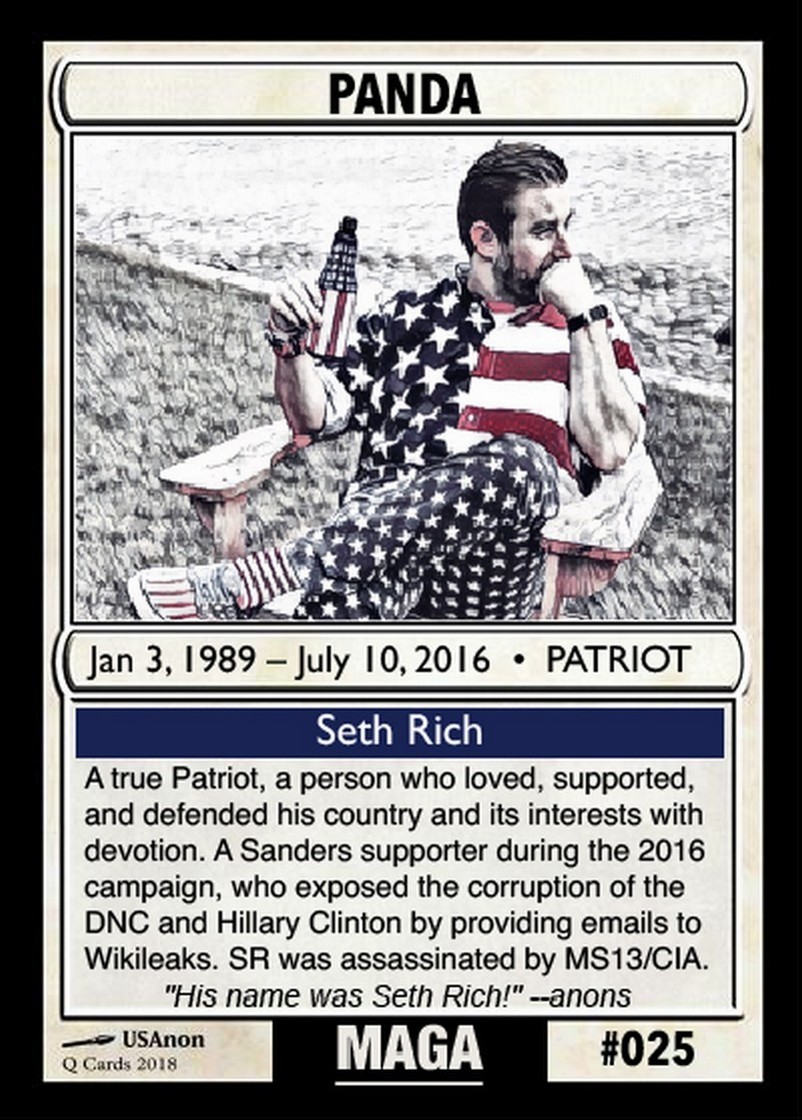 PANDA
Jan 3, 1989 – July 10, 2016 • PATRIOT
Seth Rich
A true Patriot, a person who loved, supported,
and defended his country and its interests with
devotion. A Sanders supporter during the 2016
campaign, who exposed the corruption of the
DNC and Hillary Clinton by providing emails to
Wikileaks. SR was assassinated by MS13/CIA.
"His name was Seth Rich!" --anons
USAnon
Q Cards 2018
MAGA
#025